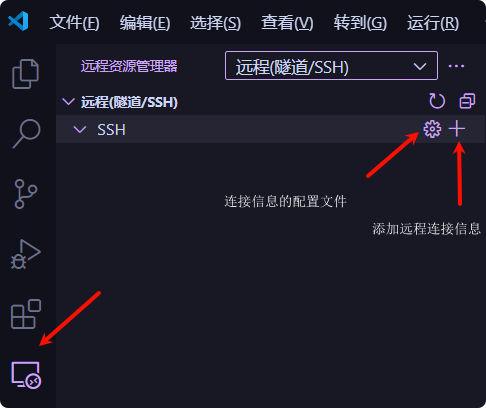 文件(F) 编辑(E) 选择(S) 查看(V) 转到(G) 运行(R)
远程资源管理器 远程(隧道/SSH)
远程(隧道/SSH)
SSH
连接信息的配置文件
添加远程连接信息